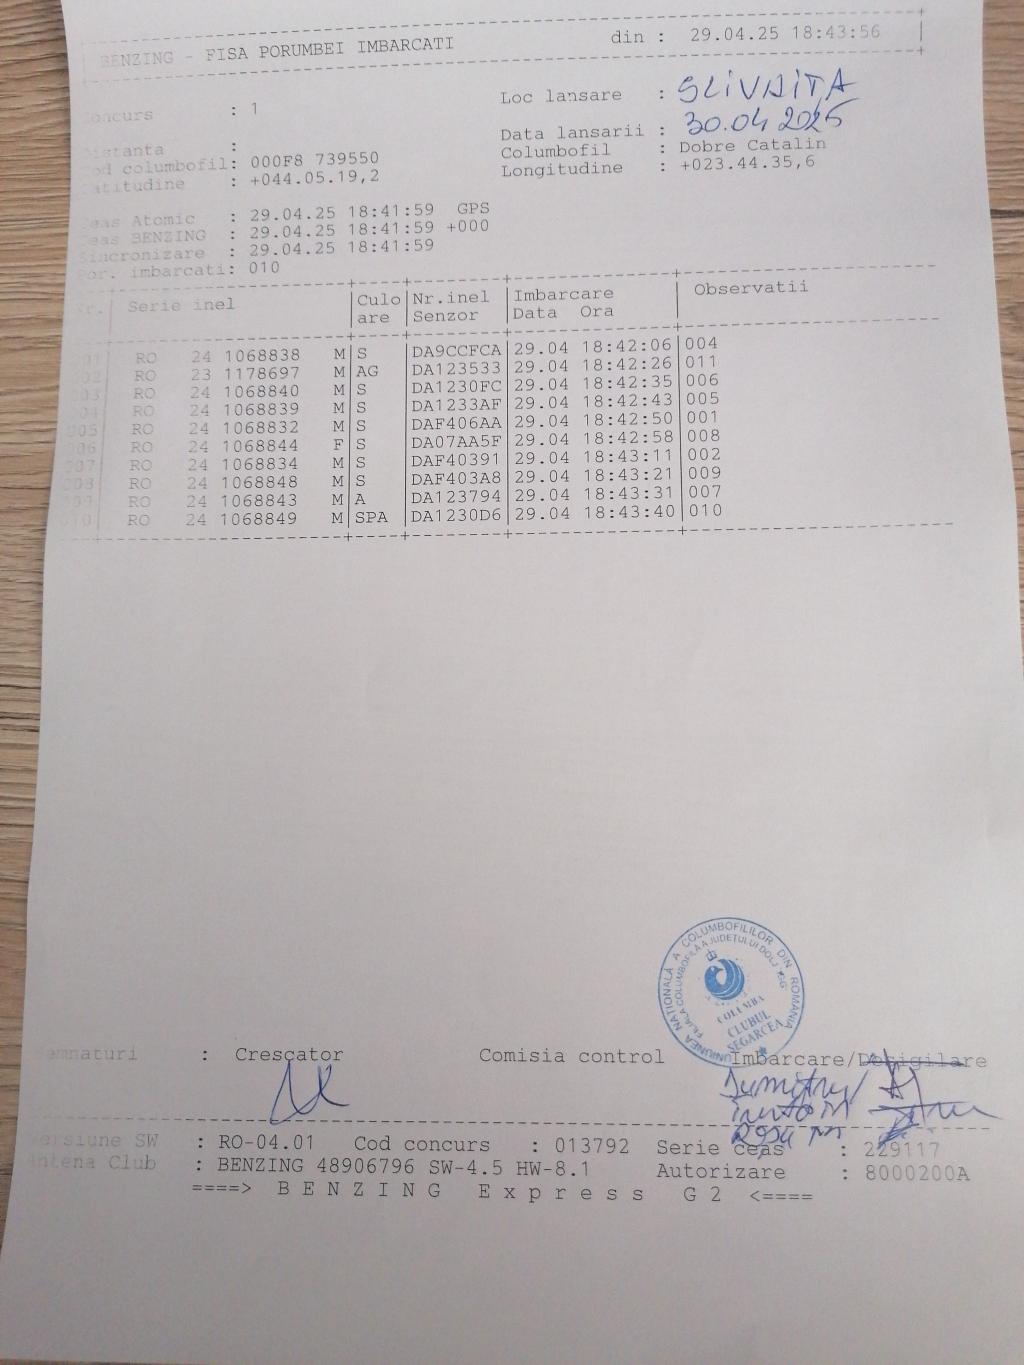 BENZING - FISA PORUMBEI IMBARCATI din : 29.04.25 18:43:56
Concurs : 1 Loc lansare : SLIVNITA
Distanta : Data lansarii : 30.04 2025
Cod columbofil: 000F8 739550 Columbofil : Dobre Catalin
Latitudine : +044.05.19,2 Longitudine : +023.44.35,6
Ceas Atomic : 29.04.25 18:41:59 GPS
Ceas BENZING : 29.04.25 18:41:59 +000
Sincronizare : 29.04.25 18:41:59
Por. imbarcati: 010
Nr. Serie inel Culo Nr.inel Imbarcare Observatii
are Senzor Data Ora
001 RO 24 1068838 M S DA9CCFCA 29.04 18:42:06 004
002 RO 23 1178697 M AG DA123533 29.04 18:42:26 011
003 RO 24 1068840 M S DA1230FC 29.04 18:42:35 006
004 RO 24 1068839 M S DA1233AF 29.04 18:42:43 005
005 RO 24 1068832 M S DAF406AA 29.04 18:42:50 001
006 RO 24 1068844 F S DA07AA5F 29.04 18:42:58 008
007 RO 24 1068834 M S DAF40391 29.04 18:43:11 002
008 RO 24 1068848 M S DAF403A8 29.04 18:43:21 009
009 RO 24 1068843 M A DA123794 29.04 18:43:31 007
010 RO 24 1068849 M SPA DA1230D6 29.04 18:43:40 010
UNIUNEA NAȚIONALĂ A COLUMBOFILILOR DIN ROMANIA
FILIALA COLUMBOFILĂ A JUDEȚULUI DOLJ
COLUMBA
CLUBUL
SEGARCEA
Semnaturi : Crescator Comisia control Imbarcare/Desigilare
Dumitru
Versiune SW : RO-04.01 Cod concurs : 013792 Serie ceas : 229117
Antena Club : BENZING 48906796 SW-4.5 HW-8.1 Autorizare : 8000200A
====> B E N Z I N G E x p r e s s G 2 <====